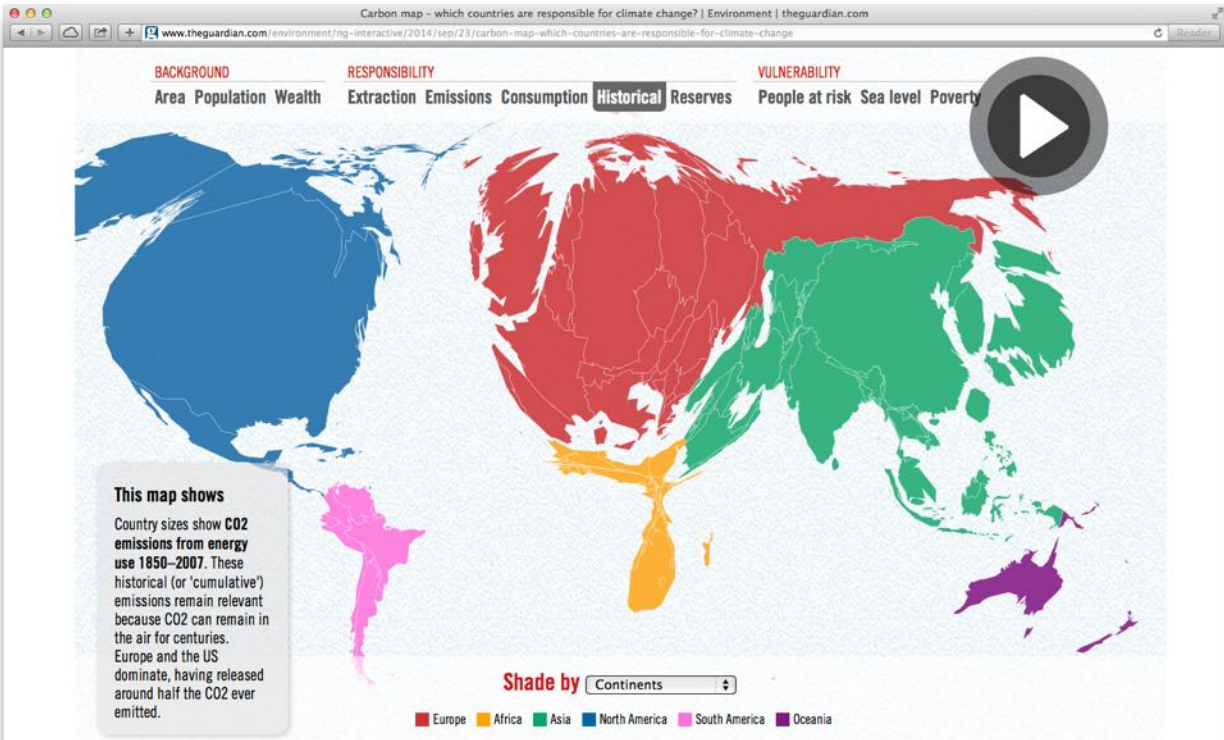 Carbon map – which countries are responsible for climate change? | Environment | theguardian.com
www.theguardian.com/environment/ng-interactive/2014/sep/23/carbon-map-which-countries-are-responsible-for-climate-change
Reader
BACKGROUND RESPONSIBILITY VULNERABILITY
Area Population Wealth Extraction Emissions Consumption Historical Reserves People at risk Sea level Poverty
This map shows
Country sizes show CO2
emissions from energy
use 1850–2007. These
historical (or 'cumulative')
emissions remain relevant
because CO2 can remain in
the air for centuries.
Europe and the US
dominate, having released
around half the CO2 ever
emitted.
Shade by Continents
Europe Africa Asia North America South America Oceania